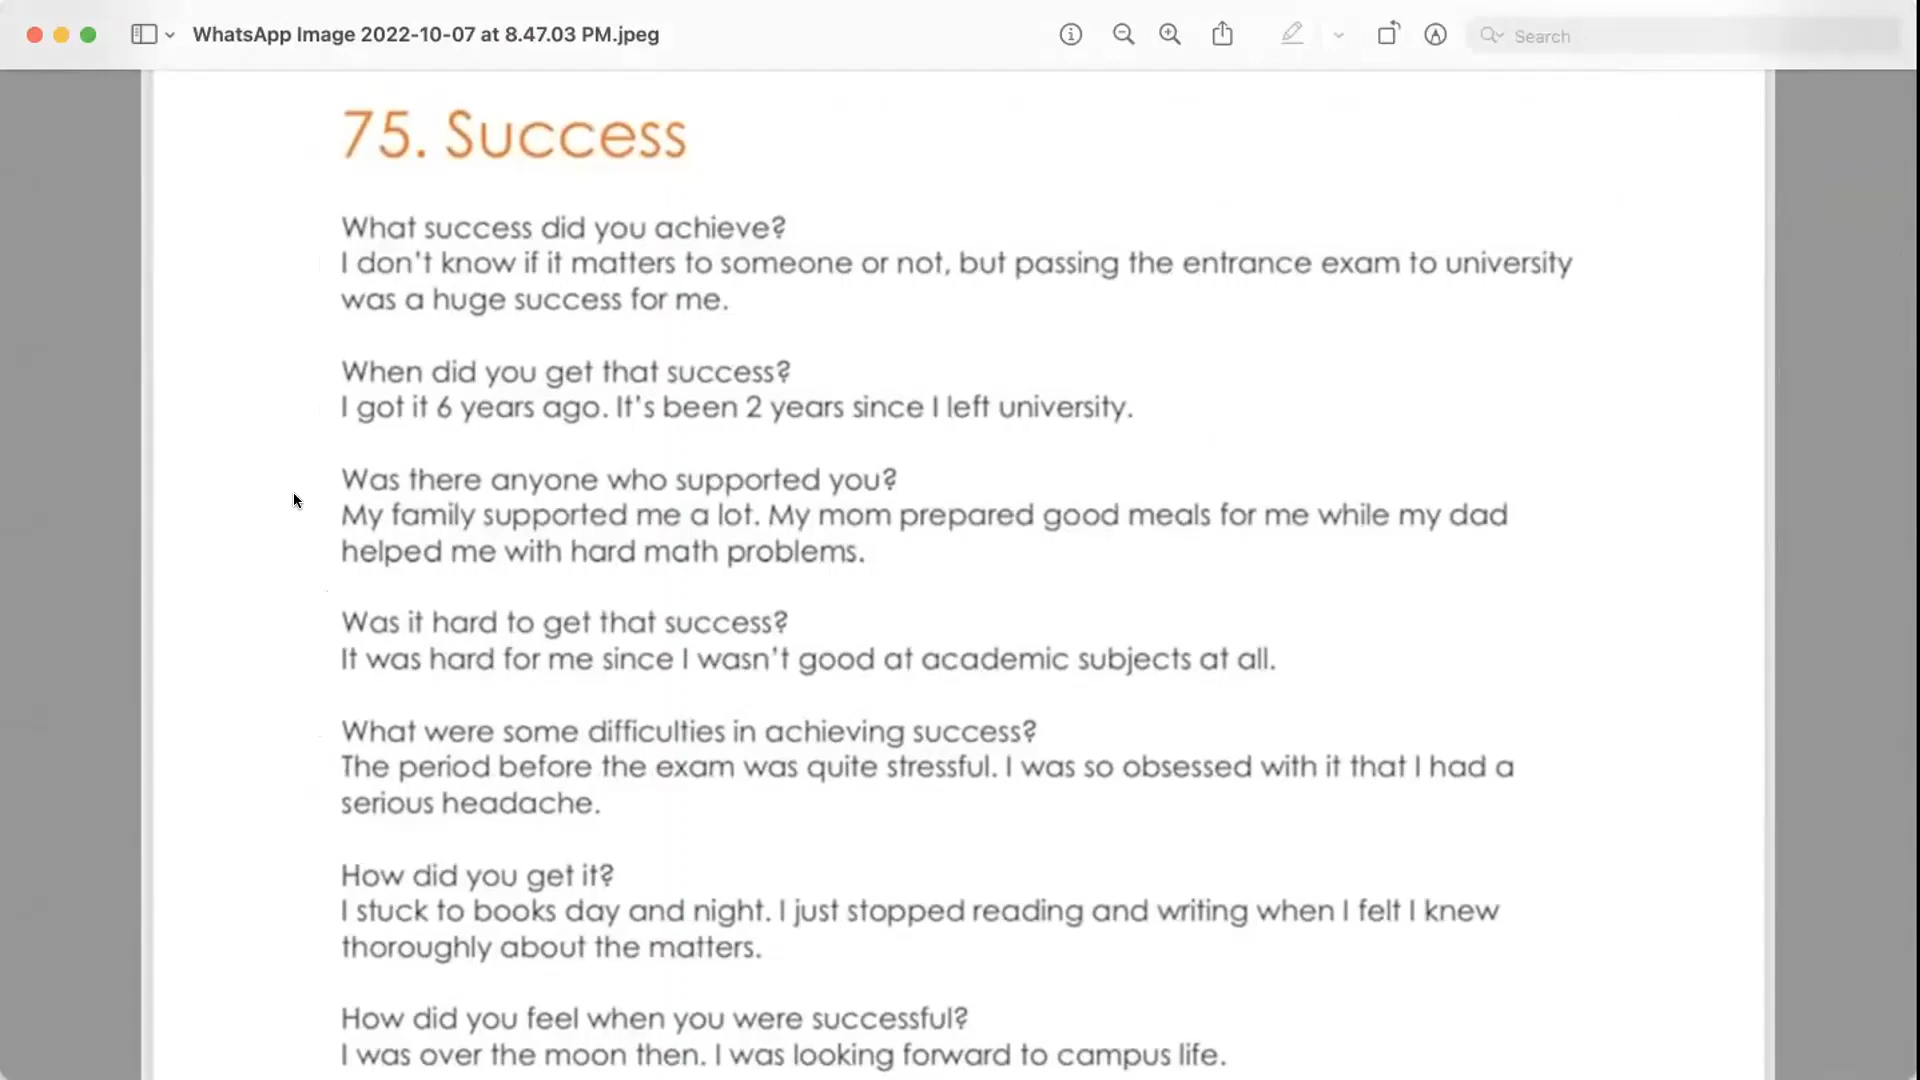 WhatsApp Image 2022-10-07 at 8.47.03 PM.jpeg
Search
75. Success
What success did you achieve?
I don't know if it matters to someone or not, but passing the entrance exam to university
was a huge success for me.
When did you get that success?
I got it 6 years ago. It's been 2 years since I left university.
Was there anyone who supported you?
My family supported me a lot. My mom prepared good meals for me while my dad
helped me with hard math problems.
Was it hard to get that success?
It was hard for me since I wasn't good at academic subjects at all.
What were some difficulties in achieving success?
The period before the exam was quite stressful. I was so obsessed with it that I had a
serious headache.
How did you get it?
I stuck to books day and night. I just stopped reading and writing when I felt I knew
thoroughly about the matters.
How did you feel when you were successful?
I was over the moon then. I was looking forward to campus life.